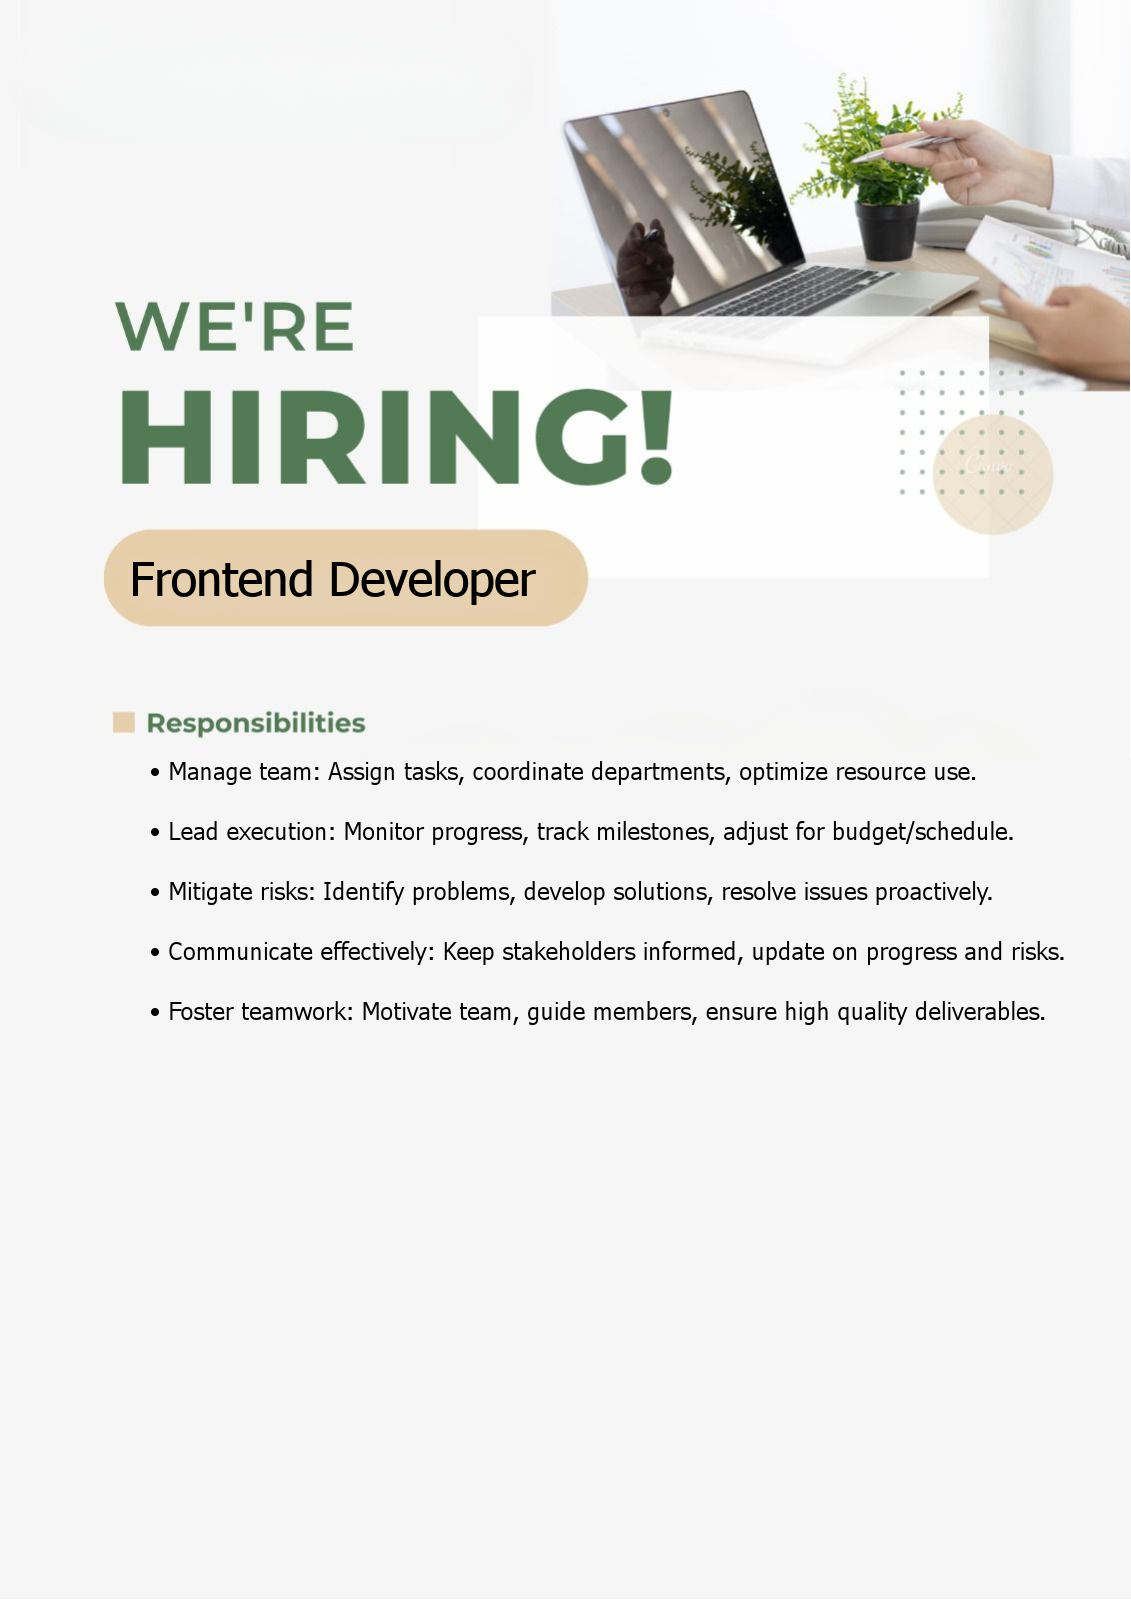 WE'RE
HIRING!
Canva
Frontend Developer
Responsibilities
• Manage team: Assign tasks, coordinate departments, optimize resource use.
• Lead execution: Monitor progress, track milestones, adjust for budget/schedule.
• Mitigate risks: Identify problems, develop solutions, resolve issues proactively.
• Communicate effectively: Keep stakeholders informed, update on progress and risks.
• Foster teamwork: Motivate team, guide members, ensure high quality deliverables.